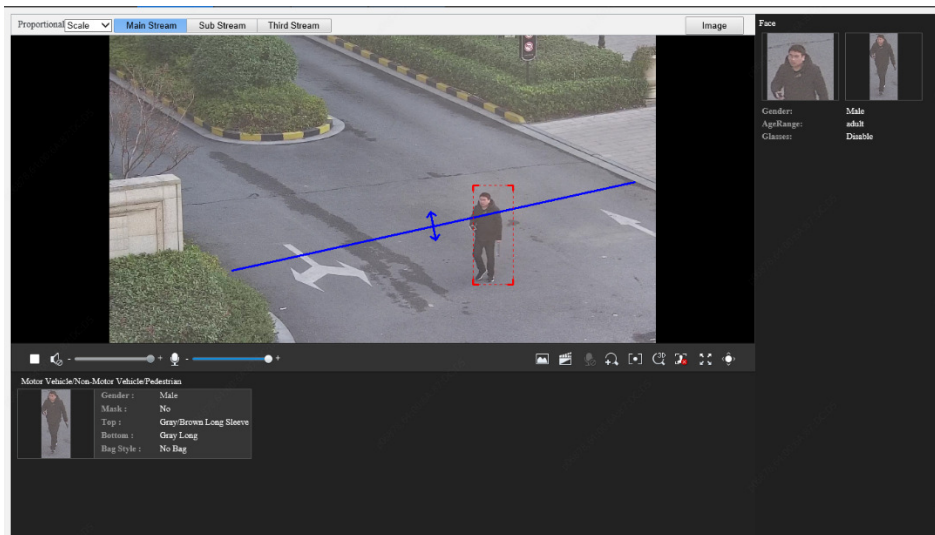 Proportional Scale Main Stream Sub Stream Third Stream Image
Face
Gender: Male
AgeRange: adult
Glasses: Disable
- + - +
3D
Motor Vehicle/Non-Motor Vehicle/Pedestrian
Gender : Male
Mask : No
Top : Gray/Brown Long Sleeve
Bottom : Gray Long
Bag Style : No Bag